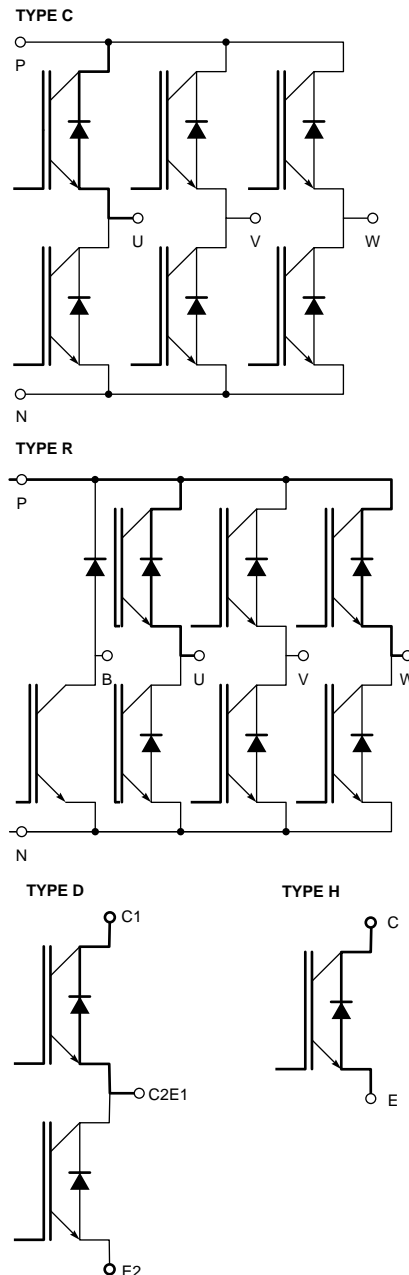 TYPE C
P
U V W
N
TYPE R
P
B U V W
N
TYPE D TYPE H
C1 C
C2E1 E
E2